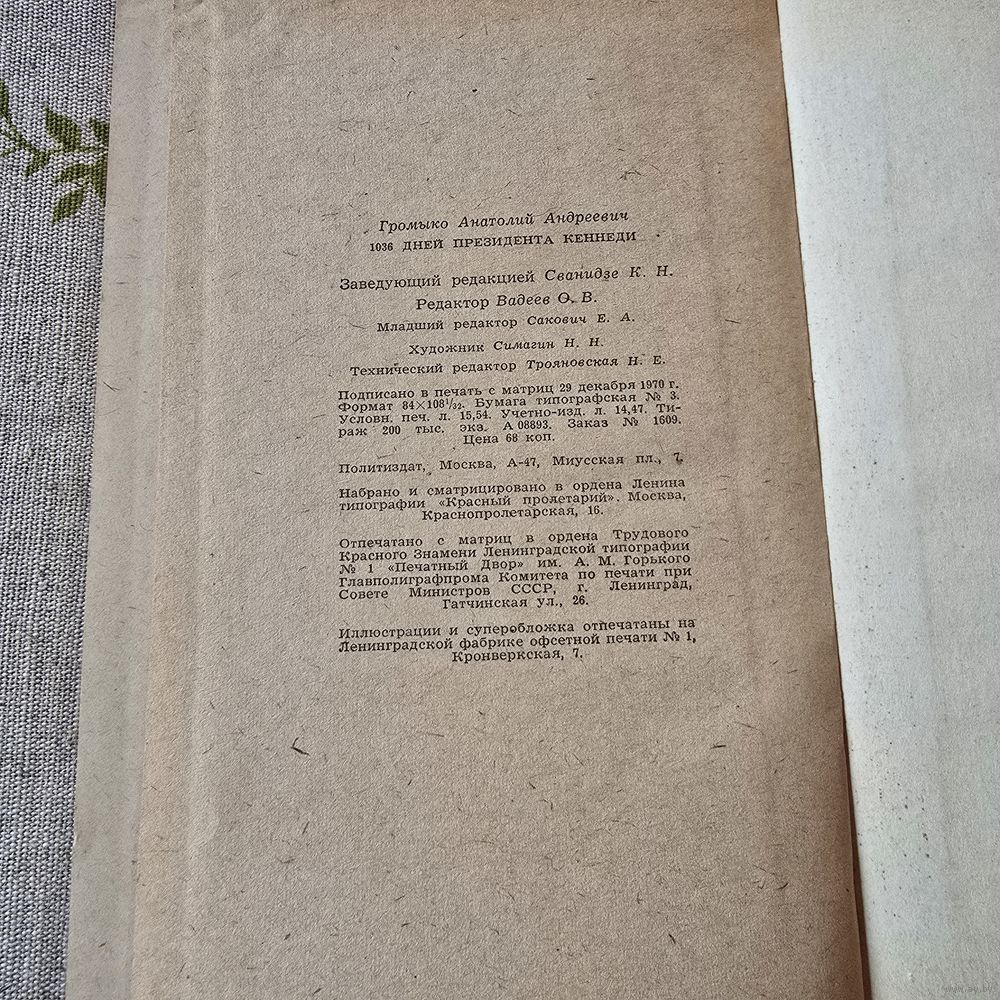 Громыко Анатолий Андреевич
1036 ДНЕЙ ПРЕЗИДЕНТА КЕННЕДИ
Заведующий редакцией Сванидзе К. Н.
Редактор Вадеев О. В.
Младший редактор Сакович Е. А.
Художник Симагин Н. Н.
Технический редактор Трояновская Н. Е.
Подписано в печать с матриц 29 декабря 1970 г.
Формат 84×108¹/₃₂. Бумага типографская № 3.
Условн. печ. л. 15,54. Учетно-изд. л. 14,47. Ти-
раж 200 тыс. экз. А 08893. Заказ № 1609.
Цена 68 коп.
Политиздат, Москва, А-47, Миусская пл., 7.
Набрано и сматрицировано в ордена Ленина
типографии «Красный пролетарий». Москва,
Краснопролетарская, 16.
Отпечатано с матриц в ордена Трудового
Красного Знамени Ленинградской типографии
№ 1 «Печатный Двор» им. А. М. Горького
Главполиграфпрома Комитета по печати при
Совете Министров СССР, г. Ленинград,
Гатчинская ул., 26.
Иллюстрации и суперобложка отпечатаны на
Ленинградской фабрике офсетной печати № 1,
Кронверкская, 7.